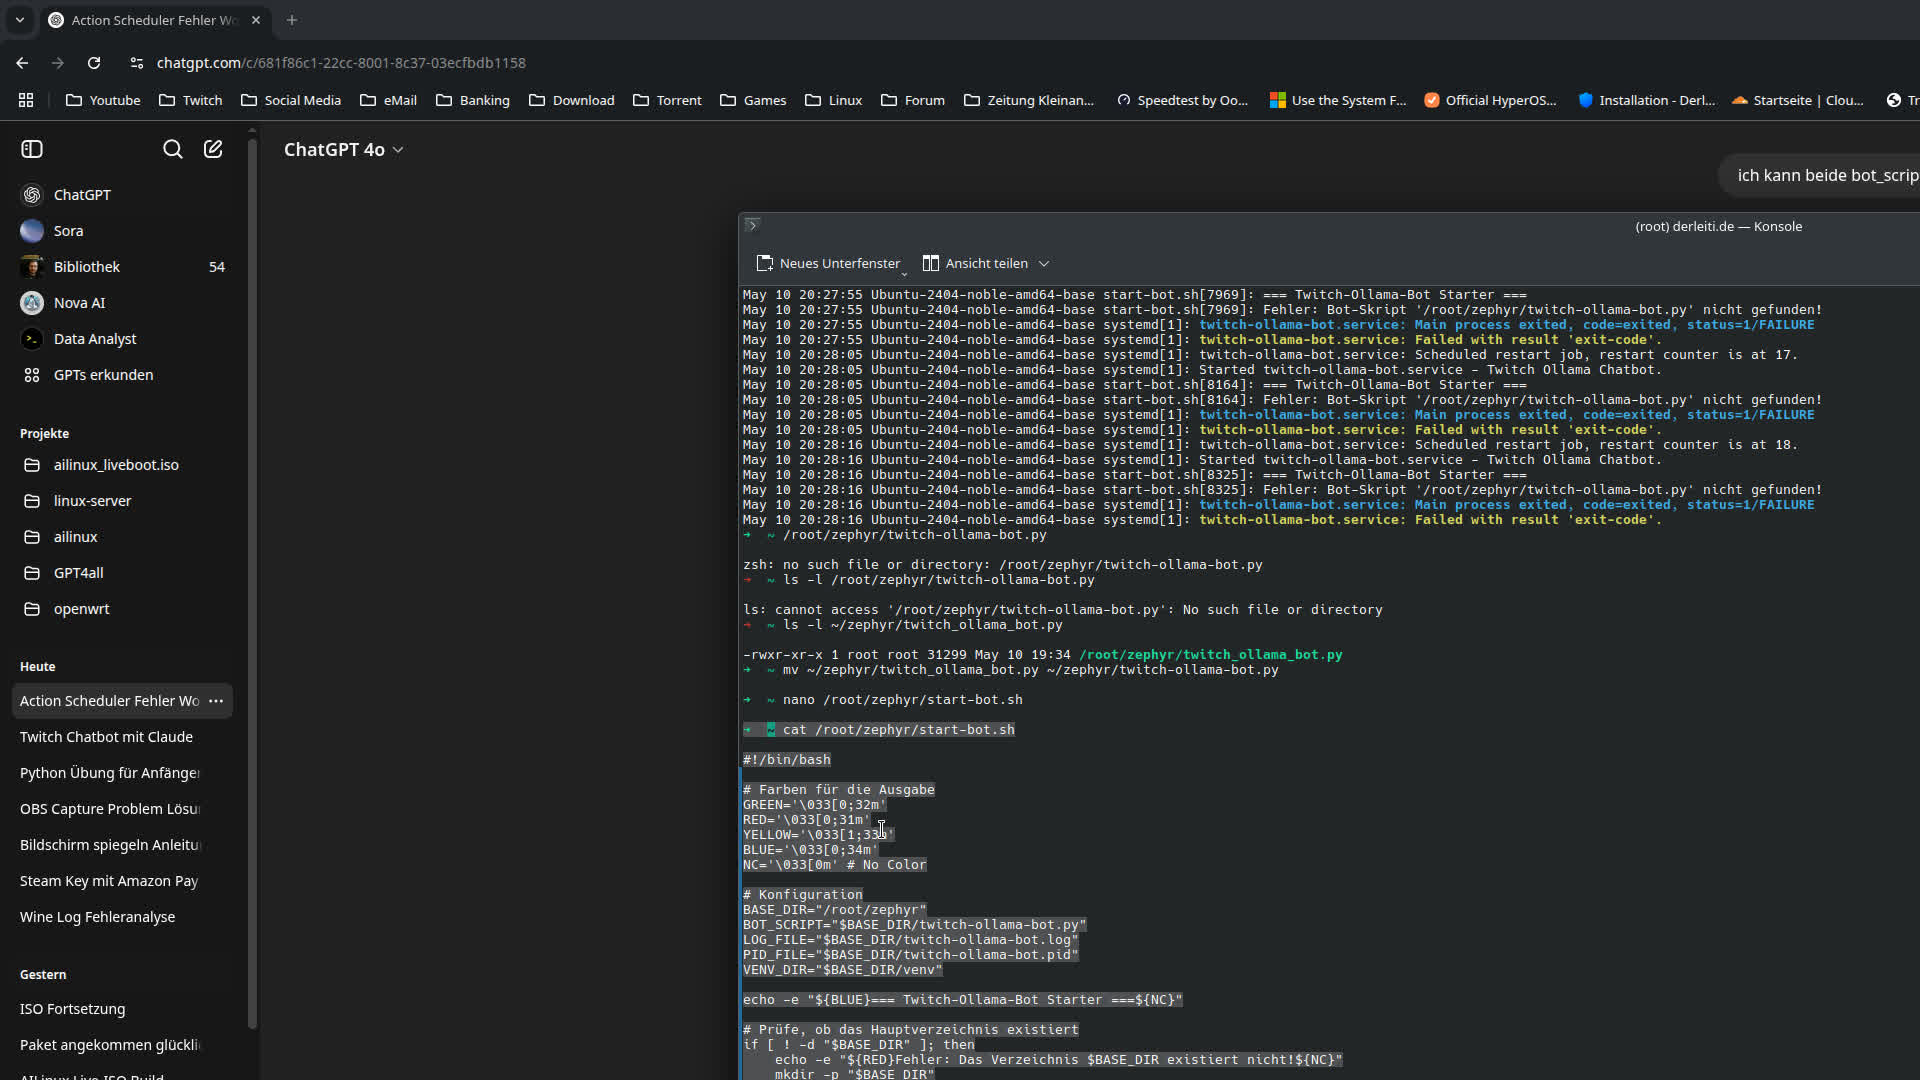 Action Scheduler Fehler Wo
chatgpt.com/c/681f86c1-22cc-8001-8c37-03ecfbdb1158
Youtube Twitch Social Media eMail Banking Download Torrent Games Linux Forum Zeitung Kleinan... Speedtest by Oo... Use the System F... Official HyperOS... Installation - Derl... Startseite | Clou... Tr
ChatGPT 4o
ich kann beide bot_scrip
ChatGPT
Sora
Bibliothek 54
Nova AI
Data Analyst
GPTs erkunden
Projekte
ailinux_liveboot.iso
linux-server
ailinux
GPT4all
openwrt
Heute
Action Scheduler Fehler Wo ...
Twitch Chatbot mit Claude
Python Übung für Anfänge
OBS Capture Problem Lösu
Bildschirm spiegeln Anleitu
Steam Key mit Amazon Pay
Wine Log Fehleranalyse
Gestern
ISO Fortsetzung
Paket angekommen glückli
AILinux Live ISO Build
(root) derleiti.de — Konsole
Neues Unterfenster Ansicht teilen
May 10 20:27:55 Ubuntu-2404-noble-amd64-base start-bot.sh[7969]: === Twitch-Ollama-Bot Starter ===
May 10 20:27:55 Ubuntu-2404-noble-amd64-base start-bot.sh[7969]: Fehler: Bot-Skript '/root/zephyr/twitch-ollama-bot.py' nicht gefunden!
May 10 20:27:55 Ubuntu-2404-noble-amd64-base systemd[1]: twitch-ollama-bot.service: Main process exited, code=exited, status=1/FAILURE
May 10 20:27:55 Ubuntu-2404-noble-amd64-base systemd[1]: twitch-ollama-bot.service: Failed with result 'exit-code'.
May 10 20:28:05 Ubuntu-2404-noble-amd64-base systemd[1]: twitch-ollama-bot.service: Scheduled restart job, restart counter is at 17.
May 10 20:28:05 Ubuntu-2404-noble-amd64-base systemd[1]: Started twitch-ollama-bot.service - Twitch Ollama Chatbot.
May 10 20:28:05 Ubuntu-2404-noble-amd64-base start-bot.sh[8164]: === Twitch-Ollama-Bot Starter ===
May 10 20:28:05 Ubuntu-2404-noble-amd64-base start-bot.sh[8164]: Fehler: Bot-Skript '/root/zephyr/twitch-ollama-bot.py' nicht gefunden!
May 10 20:28:05 Ubuntu-2404-noble-amd64-base systemd[1]: twitch-ollama-bot.service: Main process exited, code=exited, status=1/FAILURE
May 10 20:28:05 Ubuntu-2404-noble-amd64-base systemd[1]: twitch-ollama-bot.service: Failed with result 'exit-code'.
May 10 20:28:16 Ubuntu-2404-noble-amd64-base systemd[1]: twitch-ollama-bot.service: Scheduled restart job, restart counter is at 18.
May 10 20:28:16 Ubuntu-2404-noble-amd64-base systemd[1]: Started twitch-ollama-bot.service - Twitch Ollama Chatbot.
May 10 20:28:16 Ubuntu-2404-noble-amd64-base start-bot.sh[8325]: === Twitch-Ollama-Bot Starter ===
May 10 20:28:16 Ubuntu-2404-noble-amd64-base start-bot.sh[8325]: Fehler: Bot-Skript '/root/zephyr/twitch-ollama-bot.py' nicht gefunden!
May 10 20:28:16 Ubuntu-2404-noble-amd64-base systemd[1]: twitch-ollama-bot.service: Main process exited, code=exited, status=1/FAILURE
May 10 20:28:16 Ubuntu-2404-noble-amd64-base systemd[1]: twitch-ollama-bot.service: Failed with result 'exit-code'.
➜ ~ /root/zephyr/twitch-ollama-bot.py
zsh: no such file or directory: /root/zephyr/twitch-ollama-bot.py
➜ ~ ls -l /root/zephyr/twitch-ollama-bot.py
ls: cannot access '/root/zephyr/twitch-ollama-bot.py': No such file or directory
➜ ~ ls -l ~/zephyr/twitch_ollama_bot.py
-rwxr-xr-x 1 root root 31299 May 10 19:34 /root/zephyr/twitch_ollama_bot.py
➜ ~ mv ~/zephyr/twitch_ollama_bot.py ~/zephyr/twitch-ollama-bot.py
➜ ~ nano /root/zephyr/start-bot.sh
➜ ~ cat /root/zephyr/start-bot.sh
#!/bin/bash
# Farben für die Ausgabe
GREEN='\033[0;32m'
RED='\033[0;31m'
YELLOW='\033[1;33m'
BLUE='\033[0;34m'
NC='\033[0m' # No Color
# Konfiguration
BASE_DIR="/root/zephyr"
BOT_SCRIPT="$BASE_DIR/twitch-ollama-bot.py"
LOG_FILE="$BASE_DIR/twitch-ollama-bot.log"
PID_FILE="$BASE_DIR/twitch-ollama-bot.pid"
VENV_DIR="$BASE_DIR/venv"
echo -e "${BLUE}=== Twitch-Ollama-Bot Starter ===${NC}"
# Prüfe, ob das Hauptverzeichnis existiert
if [ ! -d "$BASE_DIR" ]; then
echo -e "${RED}Fehler: Das Verzeichnis $BASE_DIR existiert nicht!${NC}"
mkdir -p "$BASE_DIR"